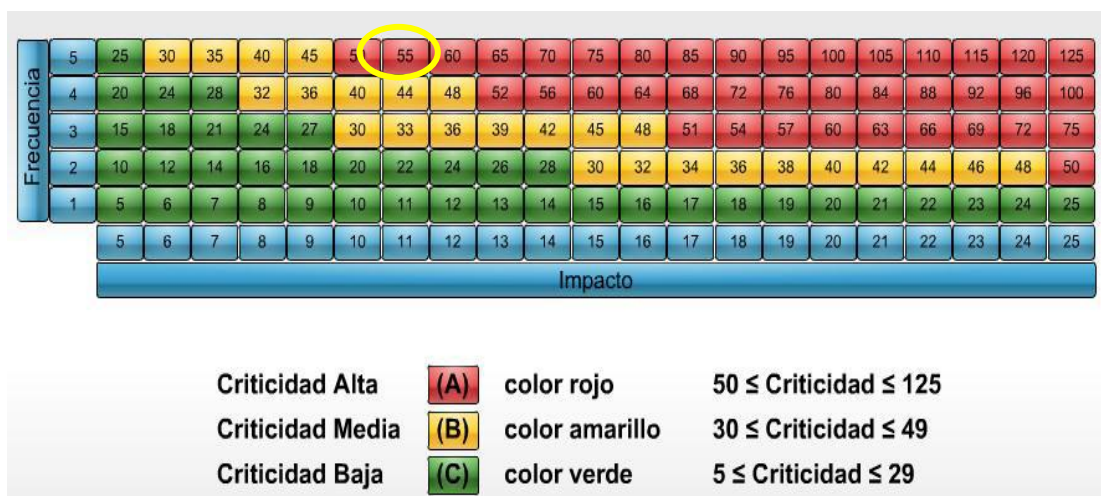 Frecuencia
5 25 30 35 40 45 50 55 60 65 70 75 80 85 90 95 100 105 110 115 120 125
4 20 24 28 32 36 40 44 48 52 56 60 64 68 72 76 80 84 88 92 96 100
3 15 18 21 24 27 30 33 36 39 42 45 48 51 54 57 60 63 66 69 72 75
2 10 12 14 16 18 20 22 24 26 28 30 32 34 36 38 40 42 44 46 48 50
1 5 6 7 8 9 10 11 12 13 14 15 16 17 18 19 20 21 22 23 24 25
5 6 7 8 9 10 11 12 13 14 15 16 17 18 19 20 21 22 23 24 25
Impacto
Criticidad Alta (A) color rojo 50 ≤ Criticidad ≤ 125
Criticidad Media (B) color amarillo 30 ≤ Criticidad ≤ 49
Criticidad Baja (C) color verde 5 ≤ Criticidad ≤ 29